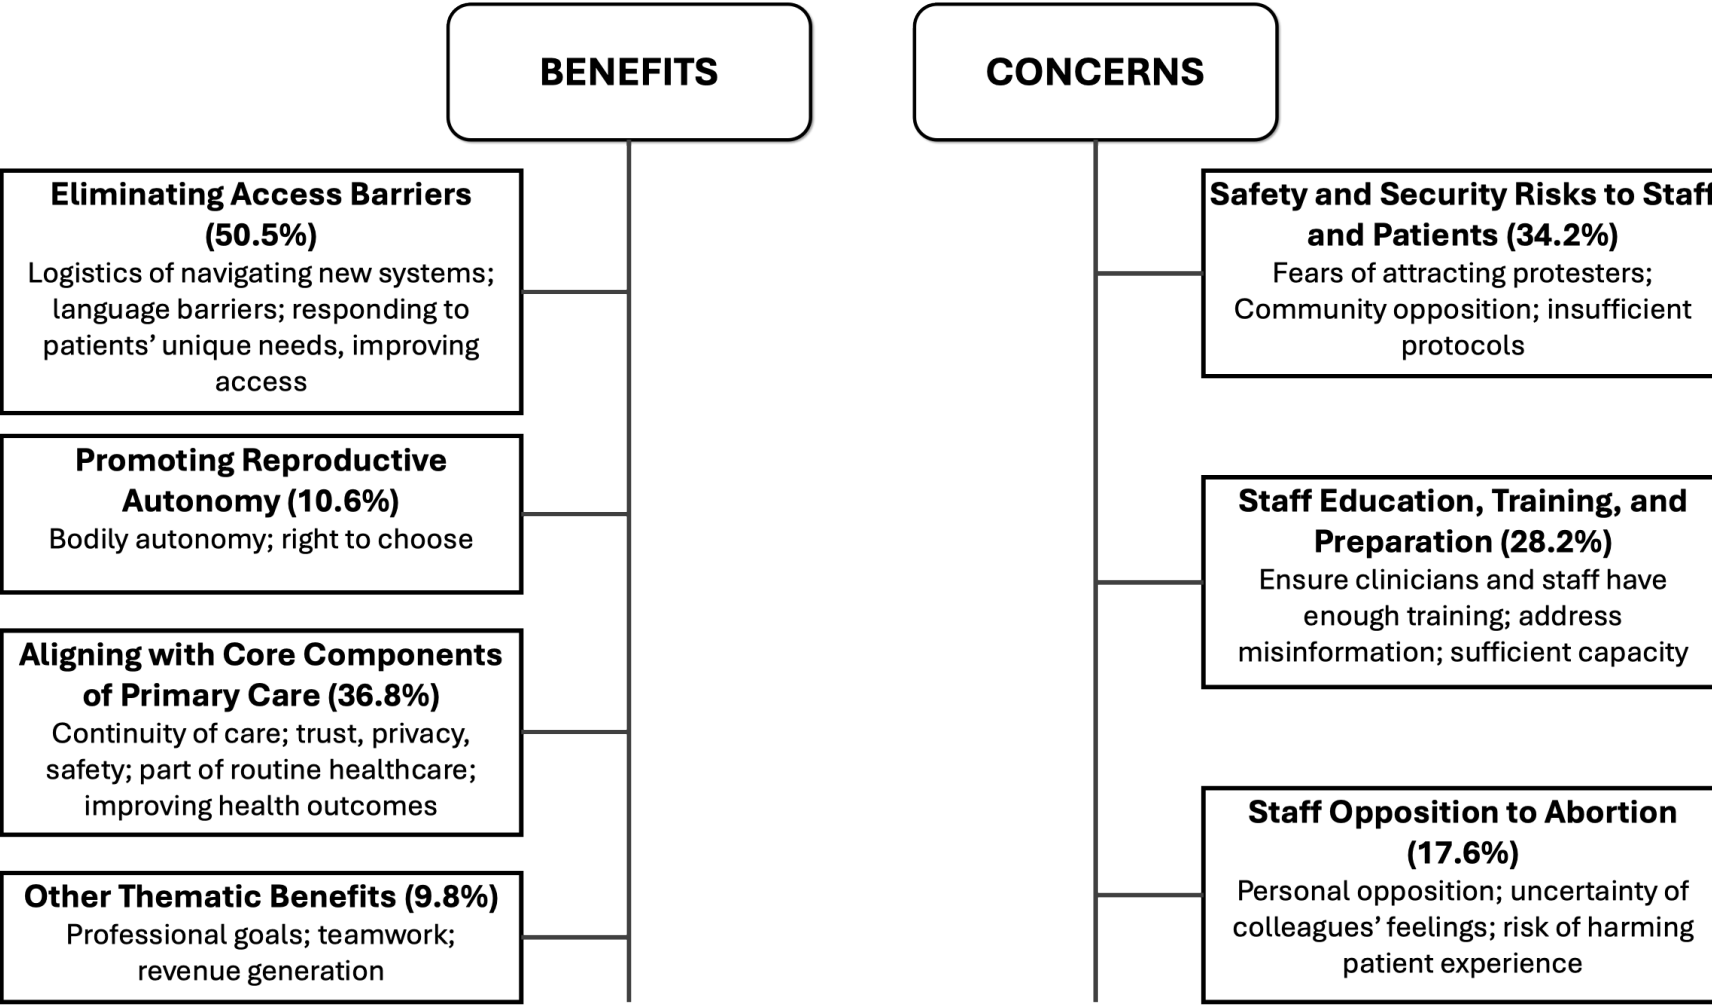 BENEFITS
Eliminating Access Barriers
(50.5%)
Logistics of navigating new systems;
language barriers; responding to
patients’ unique needs, improving
access
Promoting Reproductive
Autonomy (10.6%)
Bodily autonomy; right to choose
Aligning with Core Components
of Primary Care (36.8%)
Continuity of care; trust, privacy,
safety; part of routine healthcare;
improving health outcomes
Other Thematic Benefits (9.8%)
Professional goals; teamwork;
revenue generation
CONCERNS
Safety and Security Risks to Staff
and Patients (34.2%)
Fears of attracting protesters;
Community opposition; insufficient
protocols
Staff Education, Training, and
Preparation (28.2%)
Ensure clinicians and staff have
enough training; address
misinformation; sufficient capacity
Staff Opposition to Abortion
(17.6%)
Personal opposition; uncertainty of
colleagues’ feelings; risk of harming
patient experience